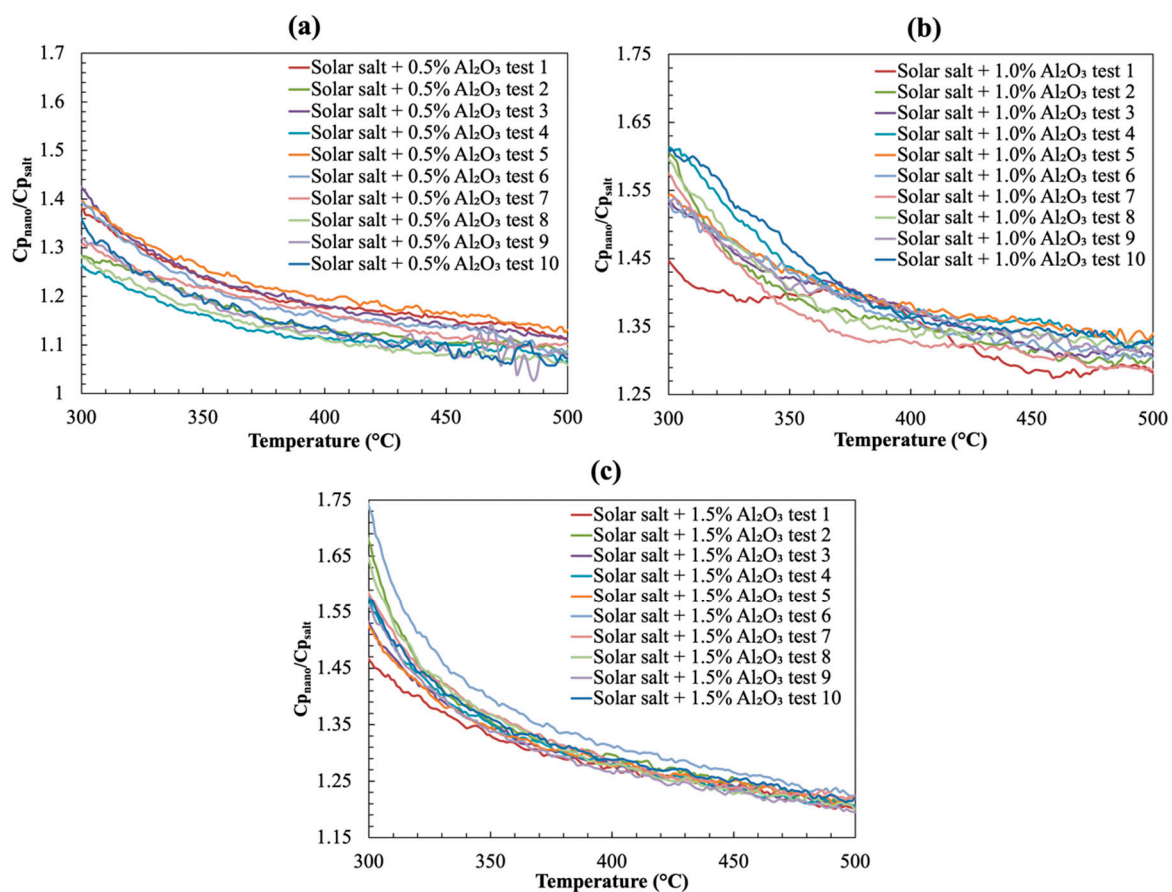 (a)
Cp_nano/Cp_salt
1.7
1.6
1.5
1.4
1.3
1.2
1.1
1
Solar salt + 0.5% Al₂O₃ test 1
Solar salt + 0.5% Al₂O₃ test 2
Solar salt + 0.5% Al₂O₃ test 3
Solar salt + 0.5% Al₂O₃ test 4
Solar salt + 0.5% Al₂O₃ test 5
Solar salt + 0.5% Al₂O₃ test 6
Solar salt + 0.5% Al₂O₃ test 7
Solar salt + 0.5% Al₂O₃ test 8
Solar salt + 0.5% Al₂O₃ test 9
Solar salt + 0.5% Al₂O₃ test 10
300 350 400 450 500
Temperature (°C)
(b)
Cp_nano/Cp_salt
1.75
1.65
1.55
1.45
1.35
1.25
Solar salt + 1.0% Al₂O₃ test 1
Solar salt + 1.0% Al₂O₃ test 2
Solar salt + 1.0% Al₂O₃ test 3
Solar salt + 1.0% Al₂O₃ test 4
Solar salt + 1.0% Al₂O₃ test 5
Solar salt + 1.0% Al₂O₃ test 6
Solar salt + 1.0% Al₂O₃ test 7
Solar salt + 1.0% Al₂O₃ test 8
Solar salt + 1.0% Al₂O₃ test 9
Solar salt + 1.0% Al₂O₃ test 10
300 350 400 450 500
Temperature (°C)
(c)
Cp_nano/Cp_salt
1.75
1.65
1.55
1.45
1.35
1.25
1.15
Solar salt + 1.5% Al₂O₃ test 1
Solar salt + 1.5% Al₂O₃ test 2
Solar salt + 1.5% Al₂O₃ test 3
Solar salt + 1.5% Al₂O₃ test 4
Solar salt + 1.5% Al₂O₃ test 5
Solar salt + 1.5% Al₂O₃ test 6
Solar salt + 1.5% Al₂O₃ test 7
Solar salt + 1.5% Al₂O₃ test 8
Solar salt + 1.5% Al₂O₃ test 9
Solar salt + 1.5% Al₂O₃ test 10
300 350 400 450 500
Temperature (°C)